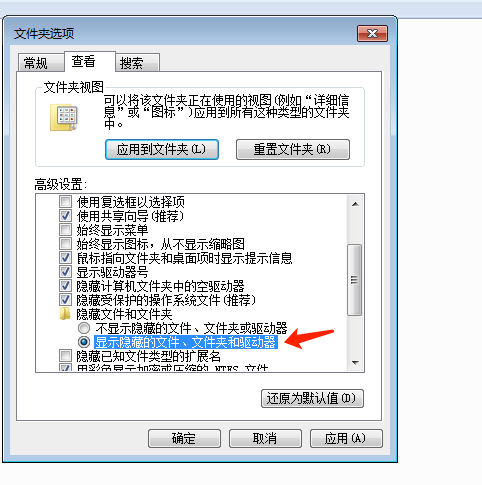 文件夹选项
常规
查看
搜索
文件夹视图
可以将该文件夹正在使用的视图(例如“详细信
息”或“图标”)应用到所有这种类型的文件夹
中。
应用到文件夹(L)
重置文件夹(R)
高级设置:
使用复选框以选择项
使用共享向导(推荐)
始终显示菜单
始终显示图标，从不显示缩略图
鼠标指向文件夹和桌面项时显示提示信息
显示驱动器号
隐藏计算机文件夹中的空驱动器
隐藏受保护的操作系统文件(推荐)
隐藏文件和文件夹
不显示隐藏的文件、文件夹或驱动器
显示隐藏的文件、文件夹和驱动器
隐藏已知文件类型的扩展名
用彩色显示加密或压缩的 NTFS 文件
还原为默认值(D)
确定
取消
应用(A)